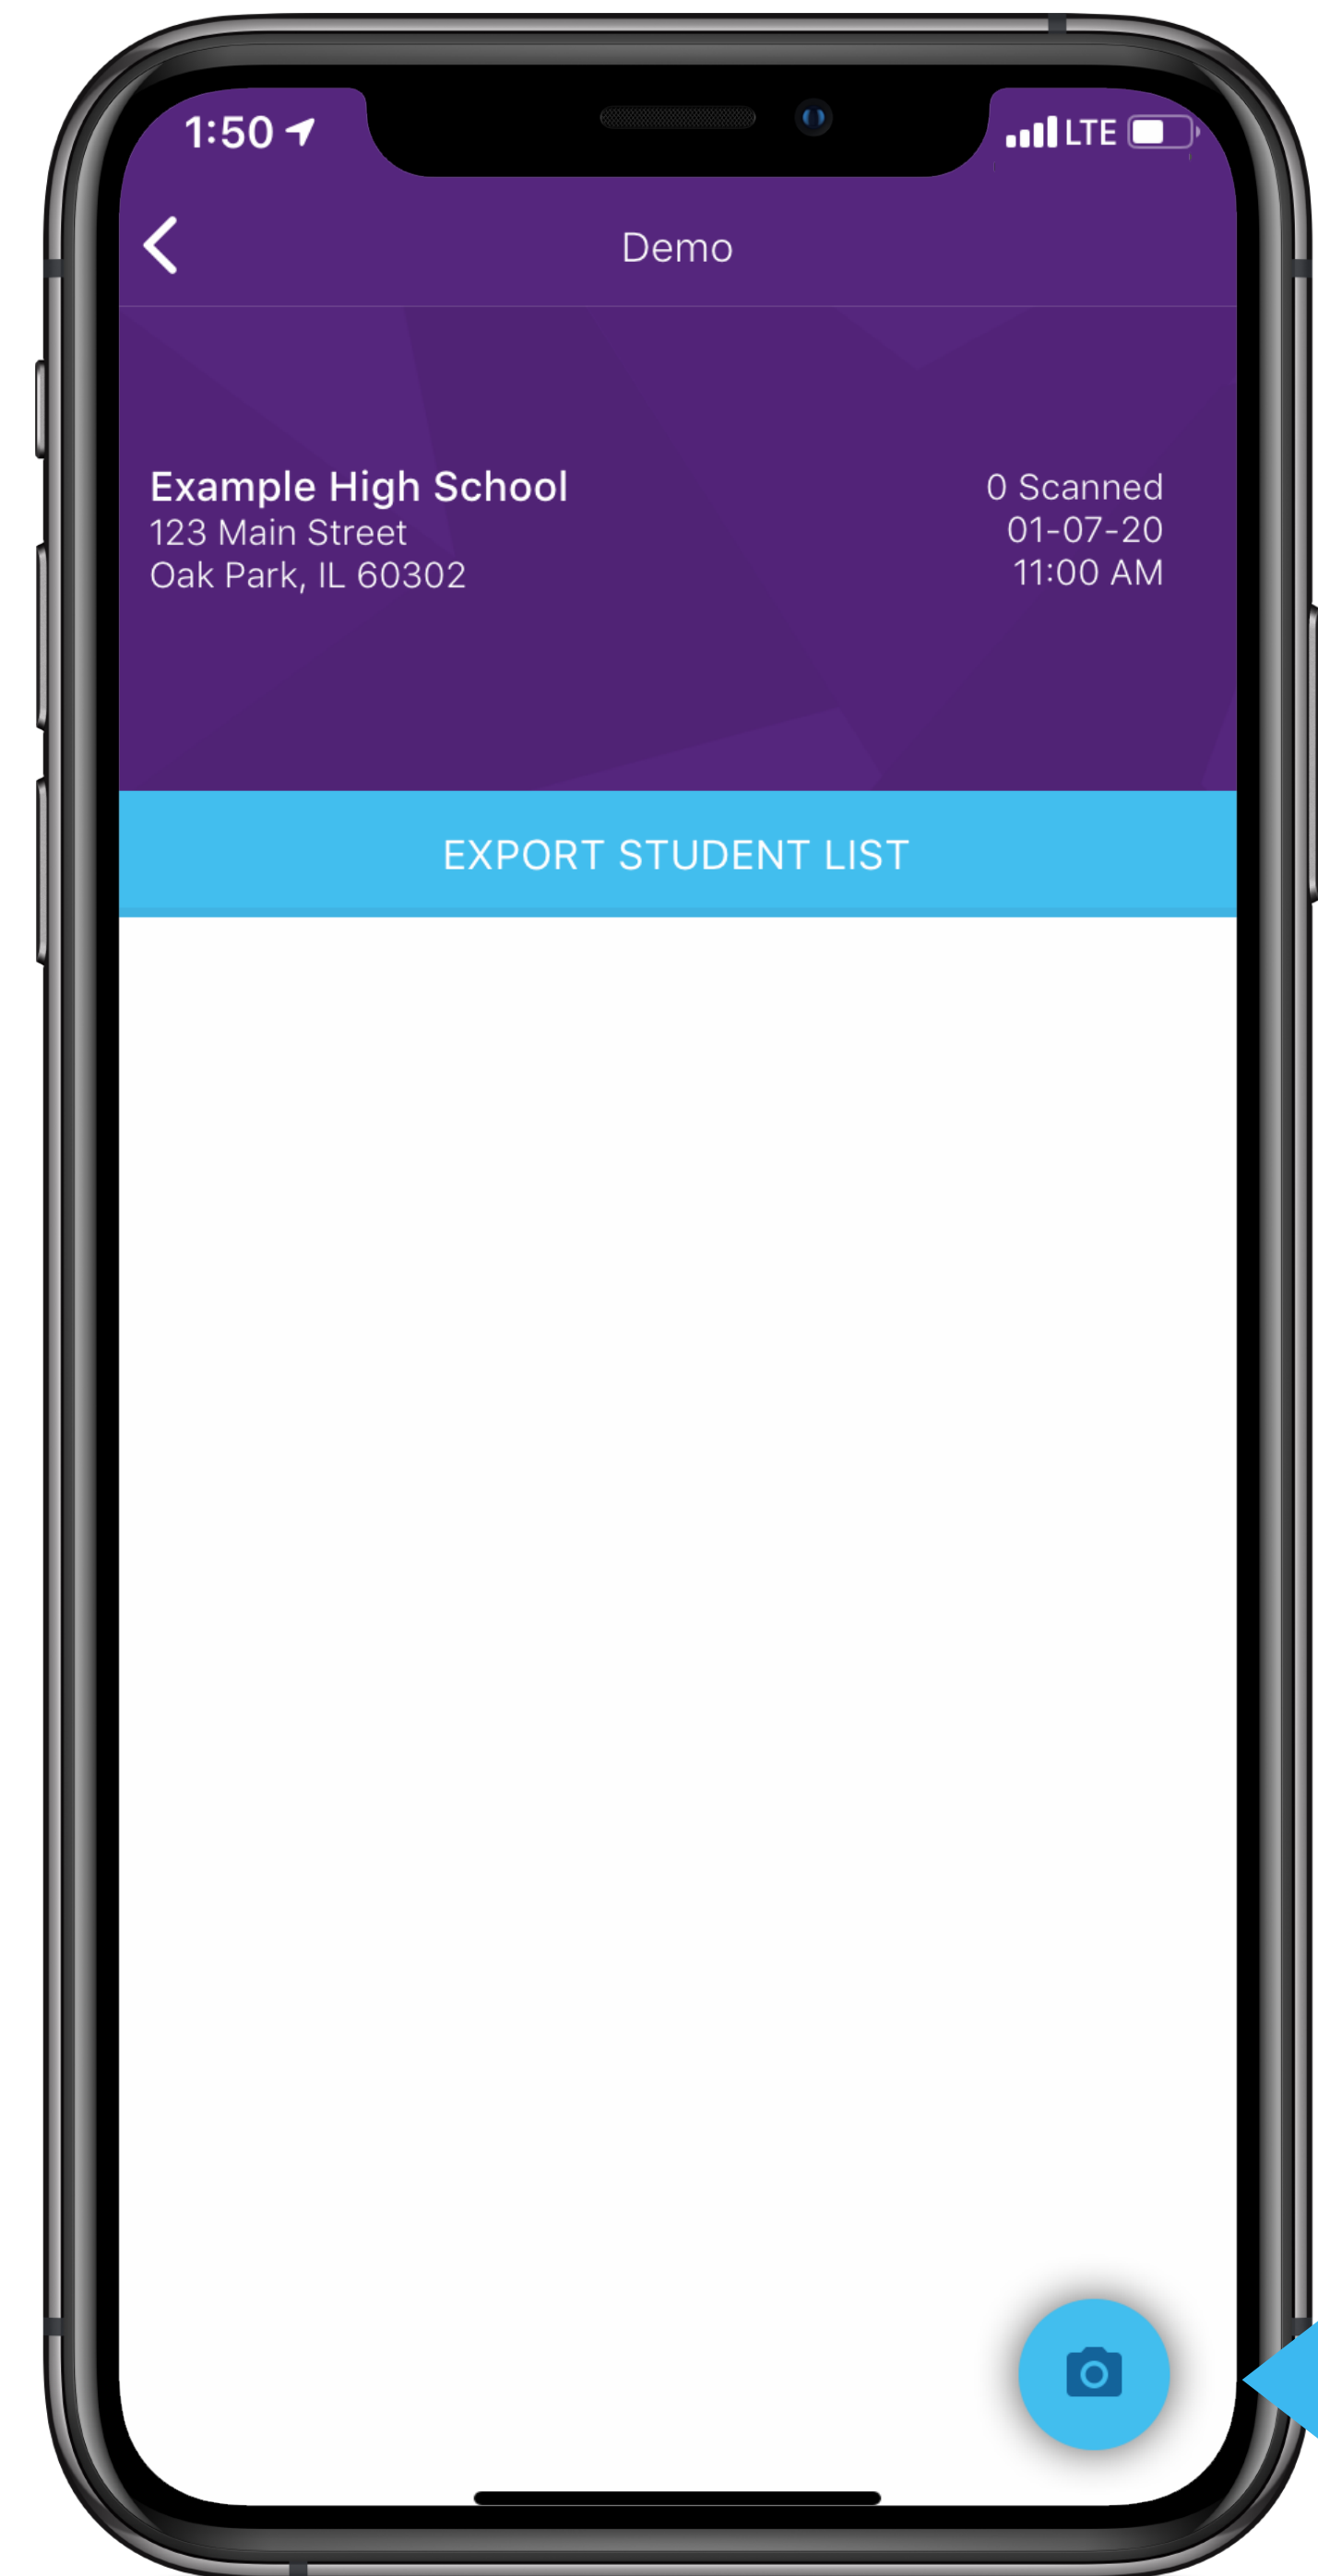 1:50 LTE
Demo
Example High School
123 Main Street
Oak Park, IL 60302
0 Scanned
01-07-20
11:00 AM
EXPORT STUDENT LIST